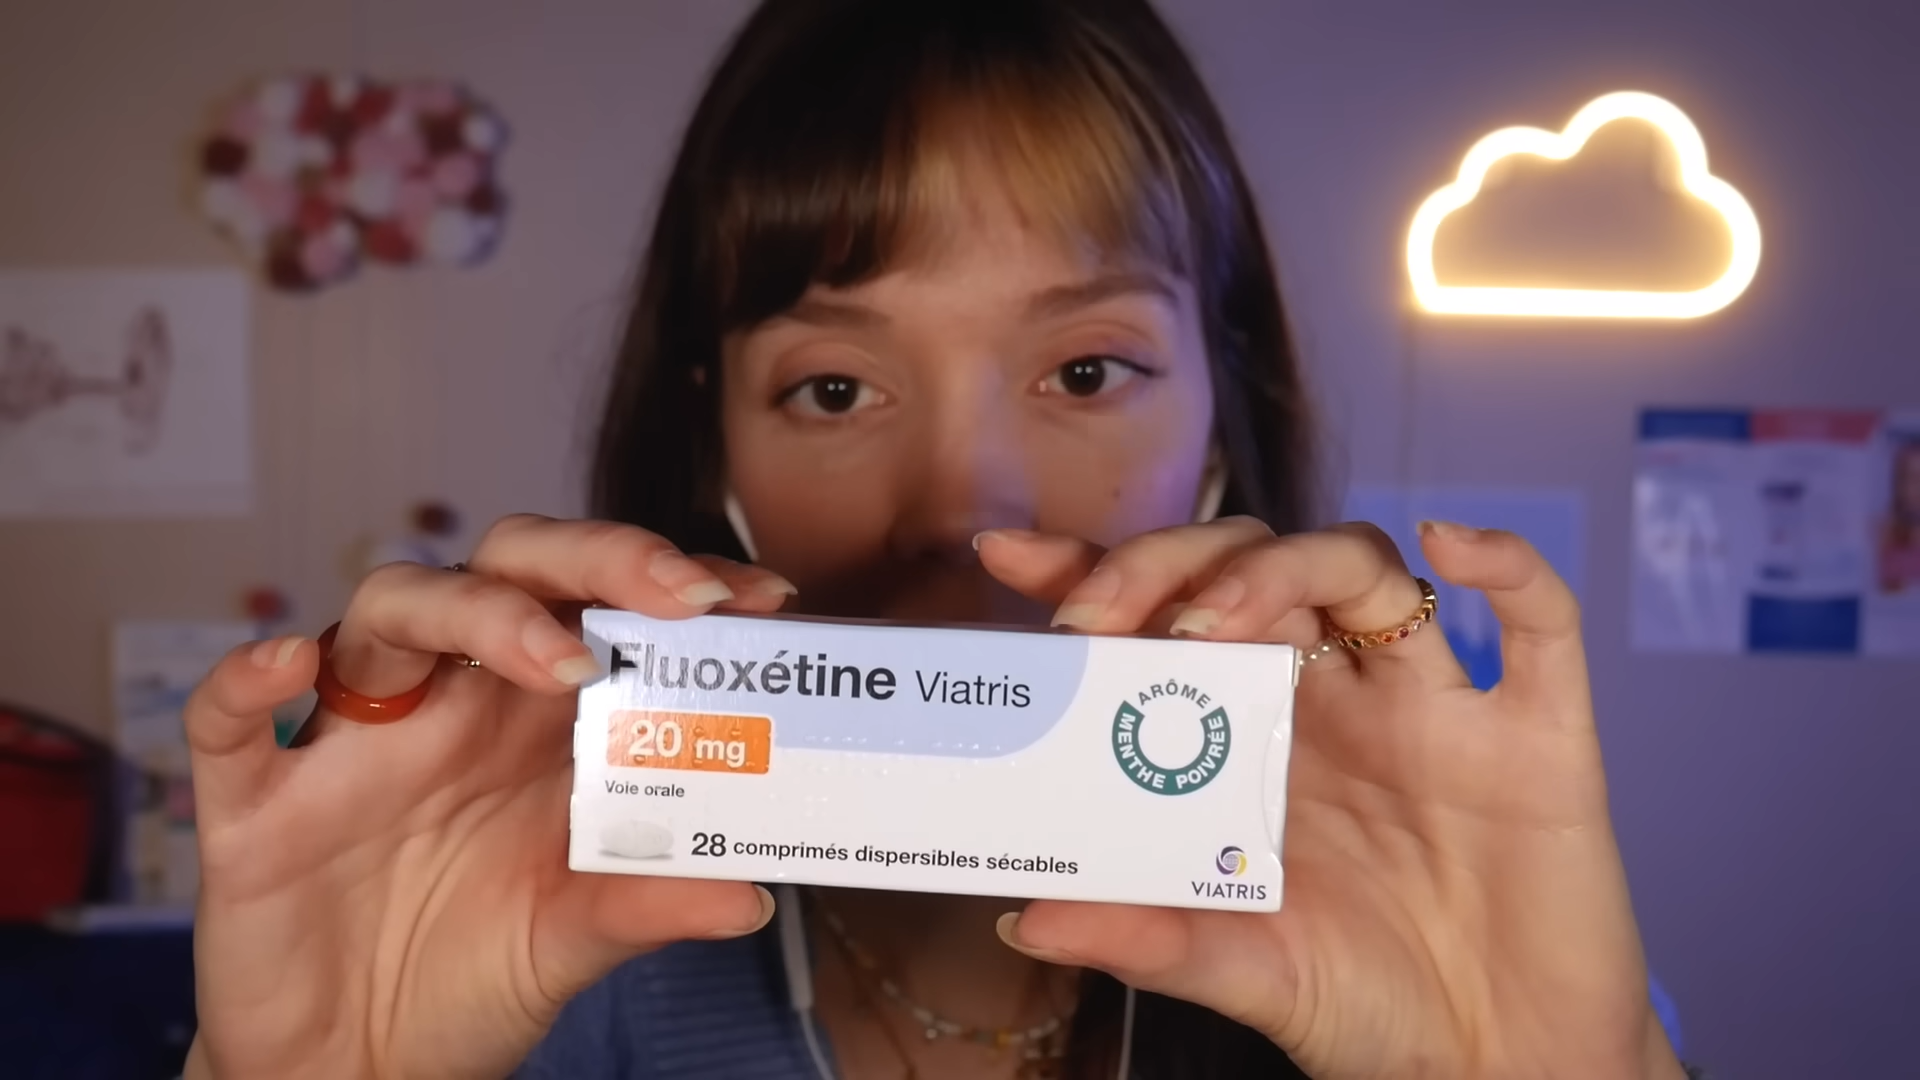 Fluoxétine Viatris
20 mg
Voie orale
28 comprimés dispersibles sécables
ARÔME
MENTHE POIVRÉE
VIATRIS